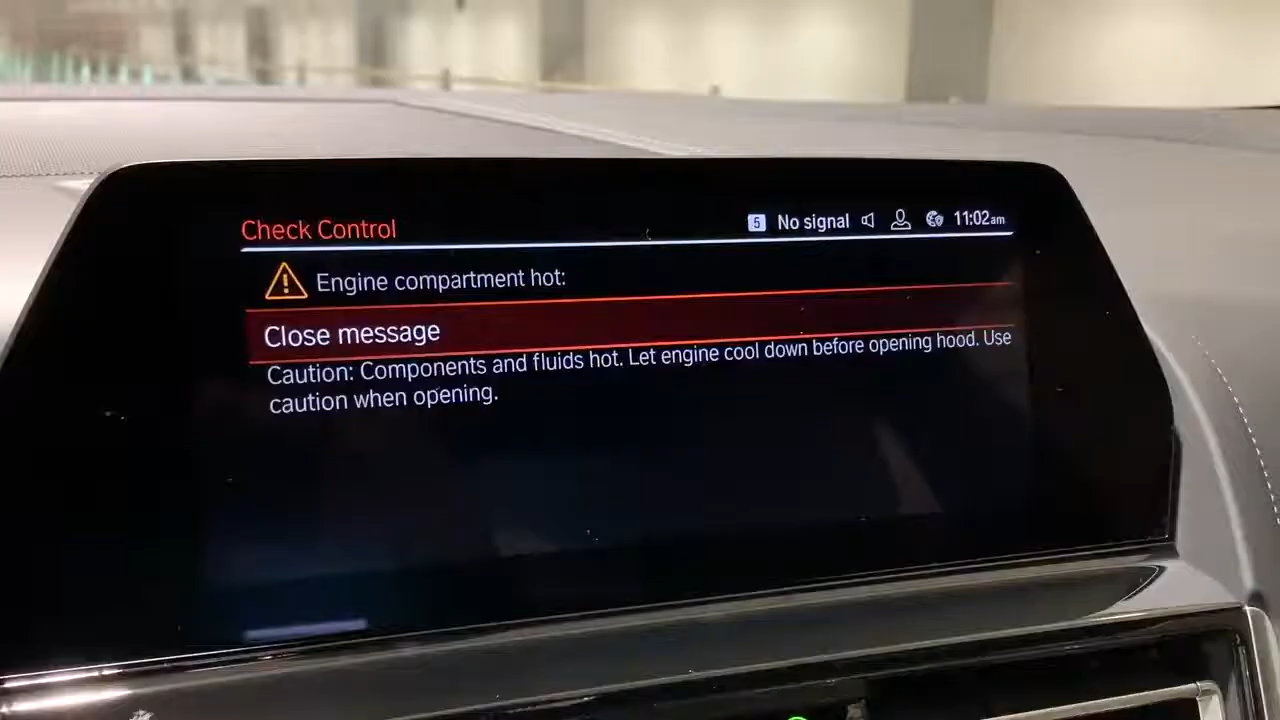 Check Control
5 No signal 11:02am
Engine compartment hot:
Close message
Caution: Components and fluids hot. Let engine cool down before opening hood. Use
caution when opening.